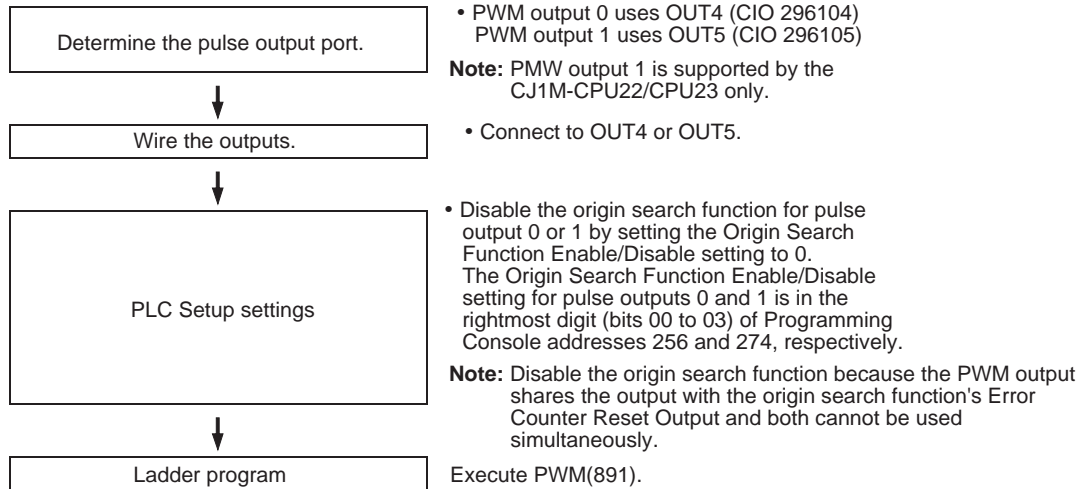 Determine the pulse output port.
• PWM output 0 uses OUT4 (CIO 296104)
PWM output 1 uses OUT5 (CIO 296105)
Note: PMW output 1 is supported by the
CJ1M-CPU22/CPU23 only.
Wire the outputs.
• Connect to OUT4 or OUT5.
PLC Setup settings
• Disable the origin search function for pulse
output 0 or 1 by setting the Origin Search
Function Enable/Disable setting to 0.
The Origin Search Function Enable/Disable
setting for pulse outputs 0 and 1 is in the
rightmost digit (bits 00 to 03) of Programming
Console addresses 256 and 274, respectively.
Note: Disable the origin search function because the PWM output
shares the output with the origin search function's Error
Counter Reset Output and both cannot be used
simultaneously.
Ladder program
Execute PWM(891).